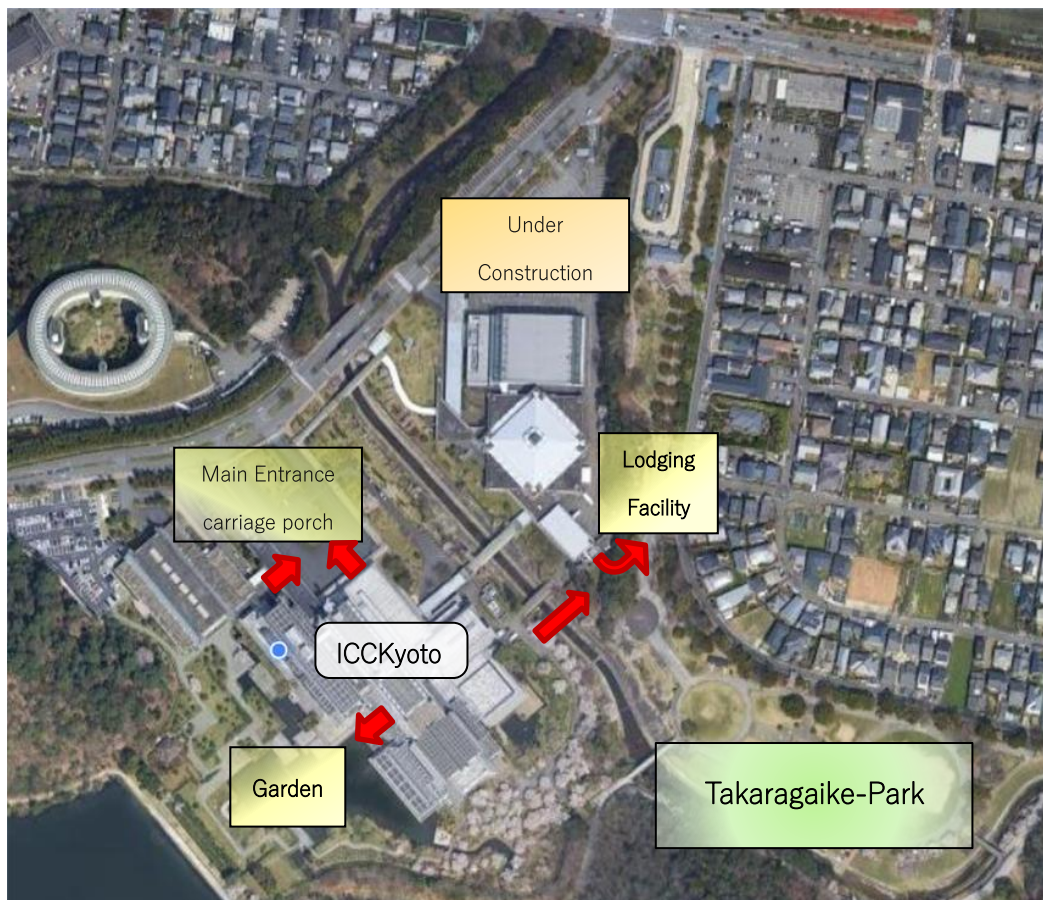 Under
Construction
Main Entrance
carriage porch
Lodging
Facility
ICCKyoto
Garden
Takaragaike-Park